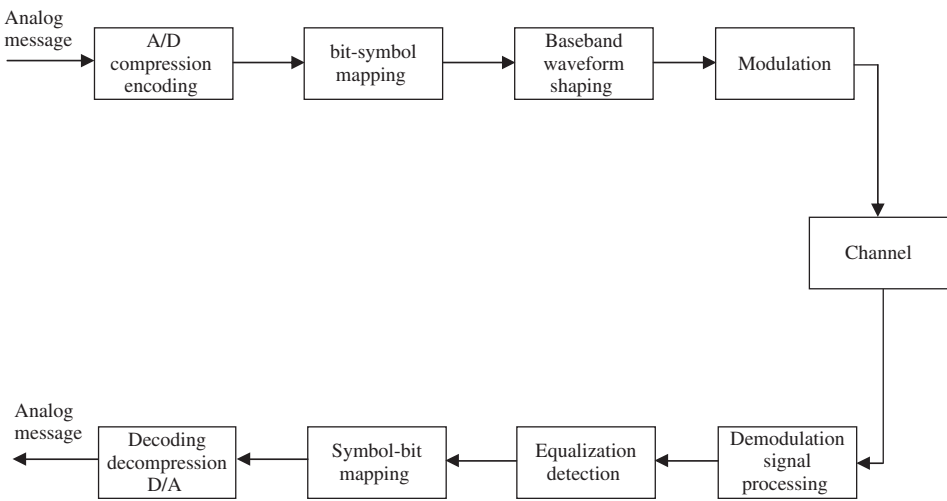 Analog
message
A/D
compression
encoding
bit-symbol
mapping
Baseband
waveform
shaping
Modulation
Channel
Analog
message
Decoding
decompression
D/A
Symbol-bit
mapping
Equalization
detection
Demodulation
signal
processing